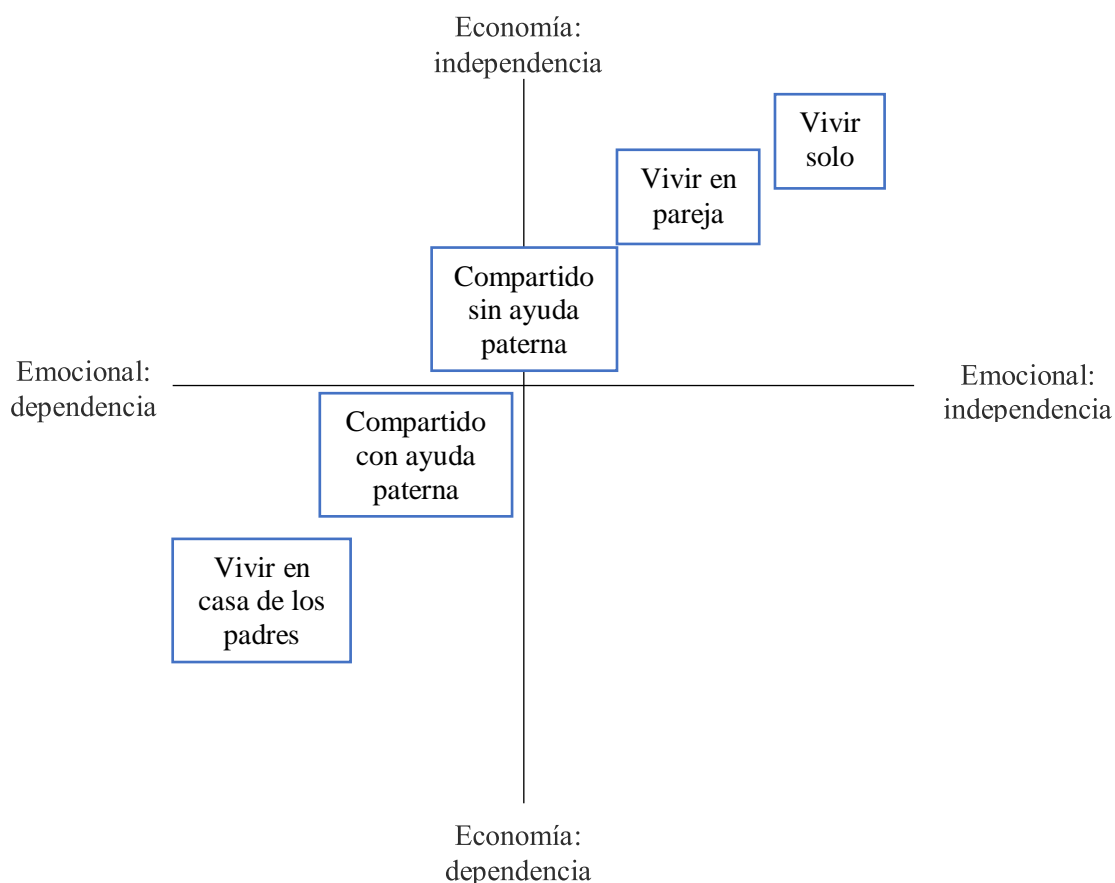 Economía:
independencia
Vivir
solo
Vivir en
pareja
Compartido
sin ayuda
paterna
Emocional:
dependencia
Emocional:
independencia
Compartido
con ayuda
paterna
Vivir en
casa de los
padres
Economía:
dependencia